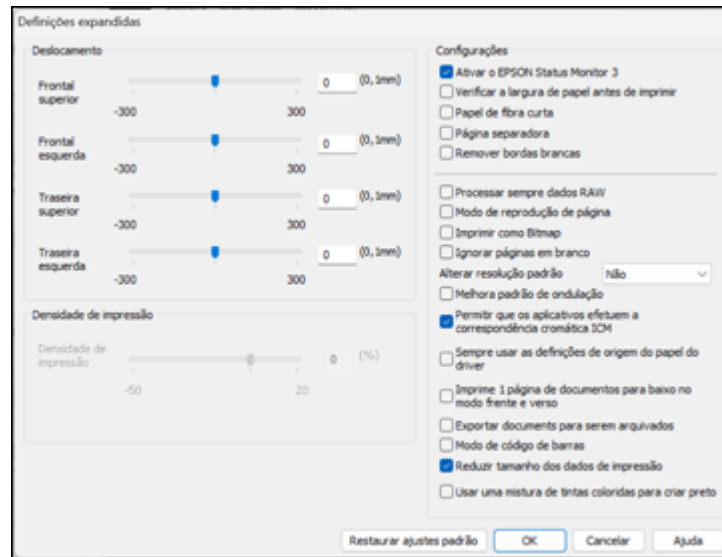 Definições expandidas
Deslocamento
Frontal
superior
0
(0,1mm)
-300
300
Frontal
esquerda
0
(0,1mm)
-300
300
Traseira
superior
0
(0,1mm)
-300
300
Traseira
esquerda
0
(0,1mm)
-300
300
Densidade de impressão
Densidade de
impressão
0
(%)
-50
20
Configurações
Ativar o EPSON Status Monitor 3
Verificar a largura de papel antes de imprimir
Papel de fibra curta
Página separadora
Remover bordas brancas
Processar sempre dados RAW
Modo de reprodução de página
Imprimir como Bitmap
Ignorar páginas em branco
Alterar resolução padrão
Não
Melhora padrão de ondulação
Permitir que os aplicativos efetuem a
correspondência cromática ICM
Sempre usar as definições de origem do papel do
driver
Imprime 1 página de documentos para baixo no
modo frente e verso
Exportar documents para serem arquivados
Modo de código de barras
Reduzir tamanho dos dados de impressão
Usar uma mistura de tintas coloridas para criar preto
Restaurar ajustes padrão
OK
Cancelar
Ajuda